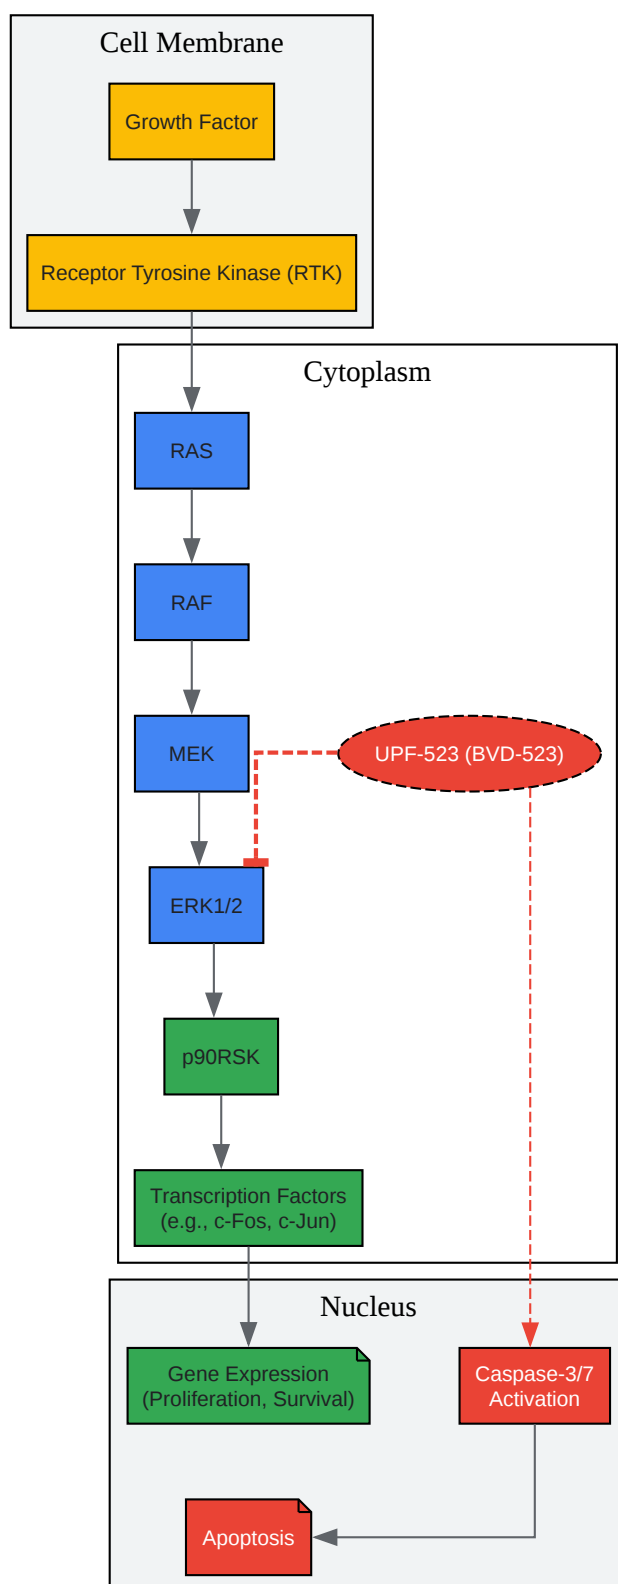 Cell Membrane
Growth Factor
Receptor Tyrosine Kinase (RTK)
Cytoplasm
RAS
RAF
MEK
UPF-523 (BVD-523)
ERK1/2
p90RSK
Transcription Factors
(e.g., c-Fos, c-Jun)
Nucleus
Gene Expression
(Proliferation, Survival)
Caspase-3/7
Activation
Apoptosis